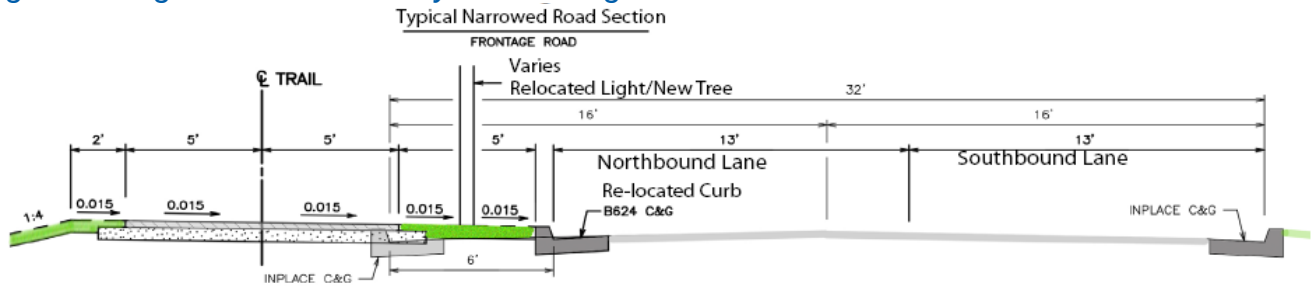 Typical Narrowed Road Section
FRONTAGE ROAD
℄ TRAIL
Varies
Relocated Light/New Tree
32'
16'
16'
2'
5'
5'
5'
13'
13'
Northbound Lane
Southbound Lane
Re-located Curb
B624 C&G
INPLACE C&G
1:4
0.015
0.015
0.015
0.015
0.015
6'
INPLACE C&G